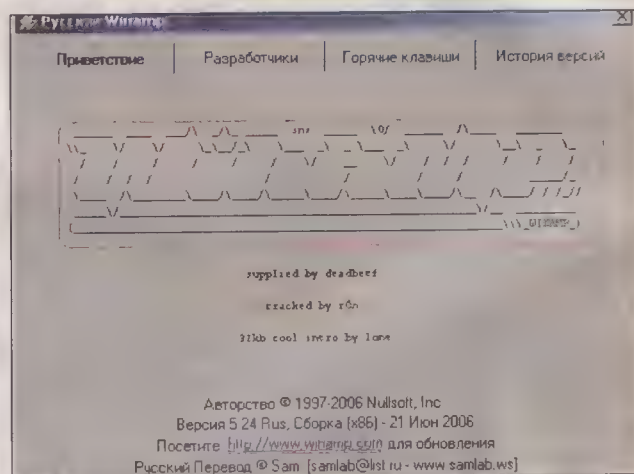 Русский Winamp
Приветствие Разработчики Горячие клавиши История версий
supplied by deadbeef
cracked by
32kb cool intro by lone
Авторство © 1997-2006 Nullsoft, Inc
Версия 5.24 Rus, Сборка (x86) - 21 Июн 2006
Посетите http://www.winamp.com для обновления
Русский Перевод © Sam [samlab@list.ru - www.samlab.ws]